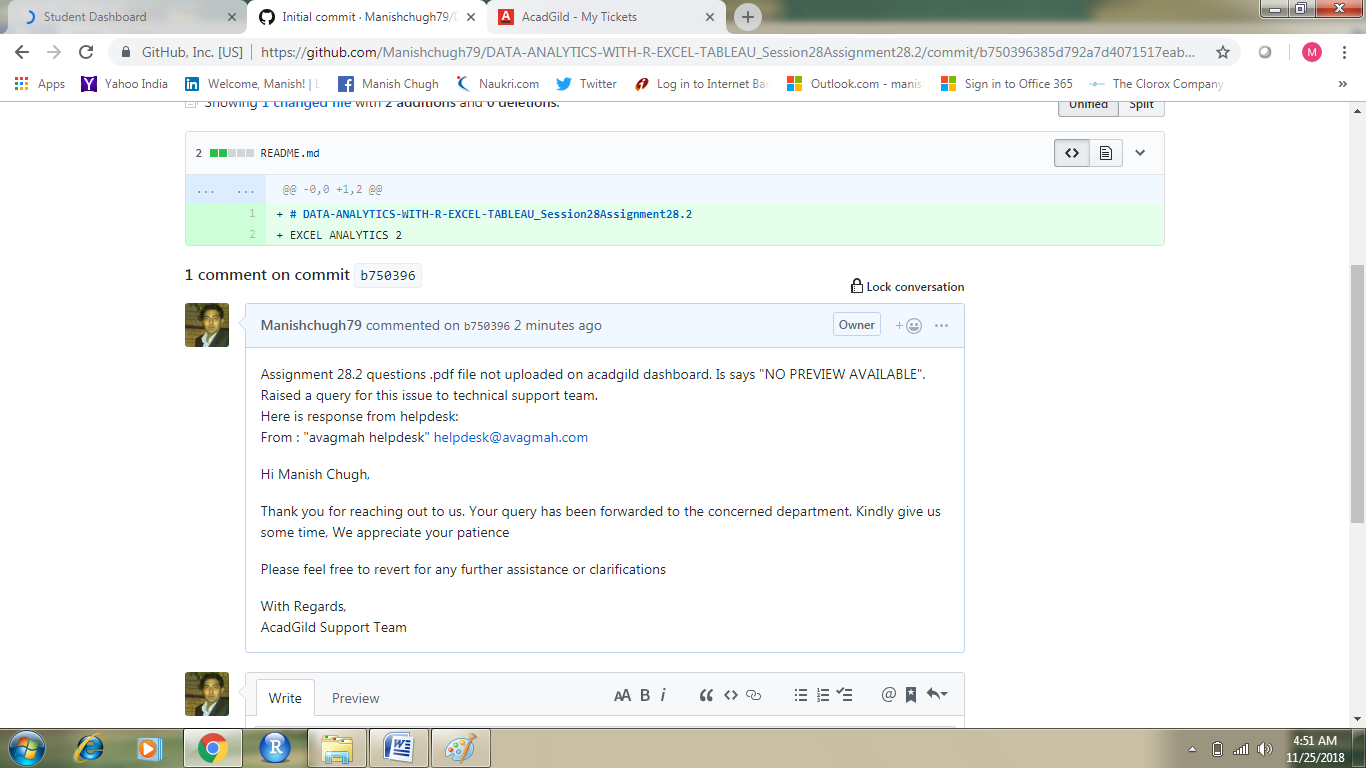 Student Dashboard
Initial commit · Manishchugh79/
AcadGild - My Tickets
GitHub, Inc. [US] | https://github.com/Manishchugh79/DATA-ANALYTICS-WITH-R-EXCEL-TABLEAU_Session28Assignment28.2/commit/b750396385d792a7d4071517eab...
M
Apps Yahoo India Welcome, Manish! | L Manish Chugh Naukri.com Twitter Log in to Internet Ban Outlook.com - manis Sign in to Office 365 The Clorox Company »
Showing 1 changed file with 2 additions and 0 deletions.
Unified Split
2 README.md
... ... @@ -0,0 +1,2 @@
1 + # DATA-ANALYTICS-WITH-R-EXCEL-TABLEAU_Session28Assignment28.2
2 + EXCEL ANALYTICS 2
1 comment on commit b750396
Lock conversation
Manishchugh79 commented on b750396 2 minutes ago
Owner
Assignment 28.2 questions .pdf file not uploaded on acadgild dashboard. Is says "NO PREVIEW AVAILABLE".
Raised a query for this issue to technical support team.
Here is response from helpdesk:
From : "avagmah helpdesk" helpdesk@avagmah.com
Hi Manish Chugh,
Thank you for reaching out to us. Your query has been forwarded to the concerned department. Kindly give us
some time, We appreciate your patience
Please feel free to revert for any further assistance or clarifications
With Regards,
AcadGild Support Team
Write Preview AA B i
4:51 AM
11/25/2018